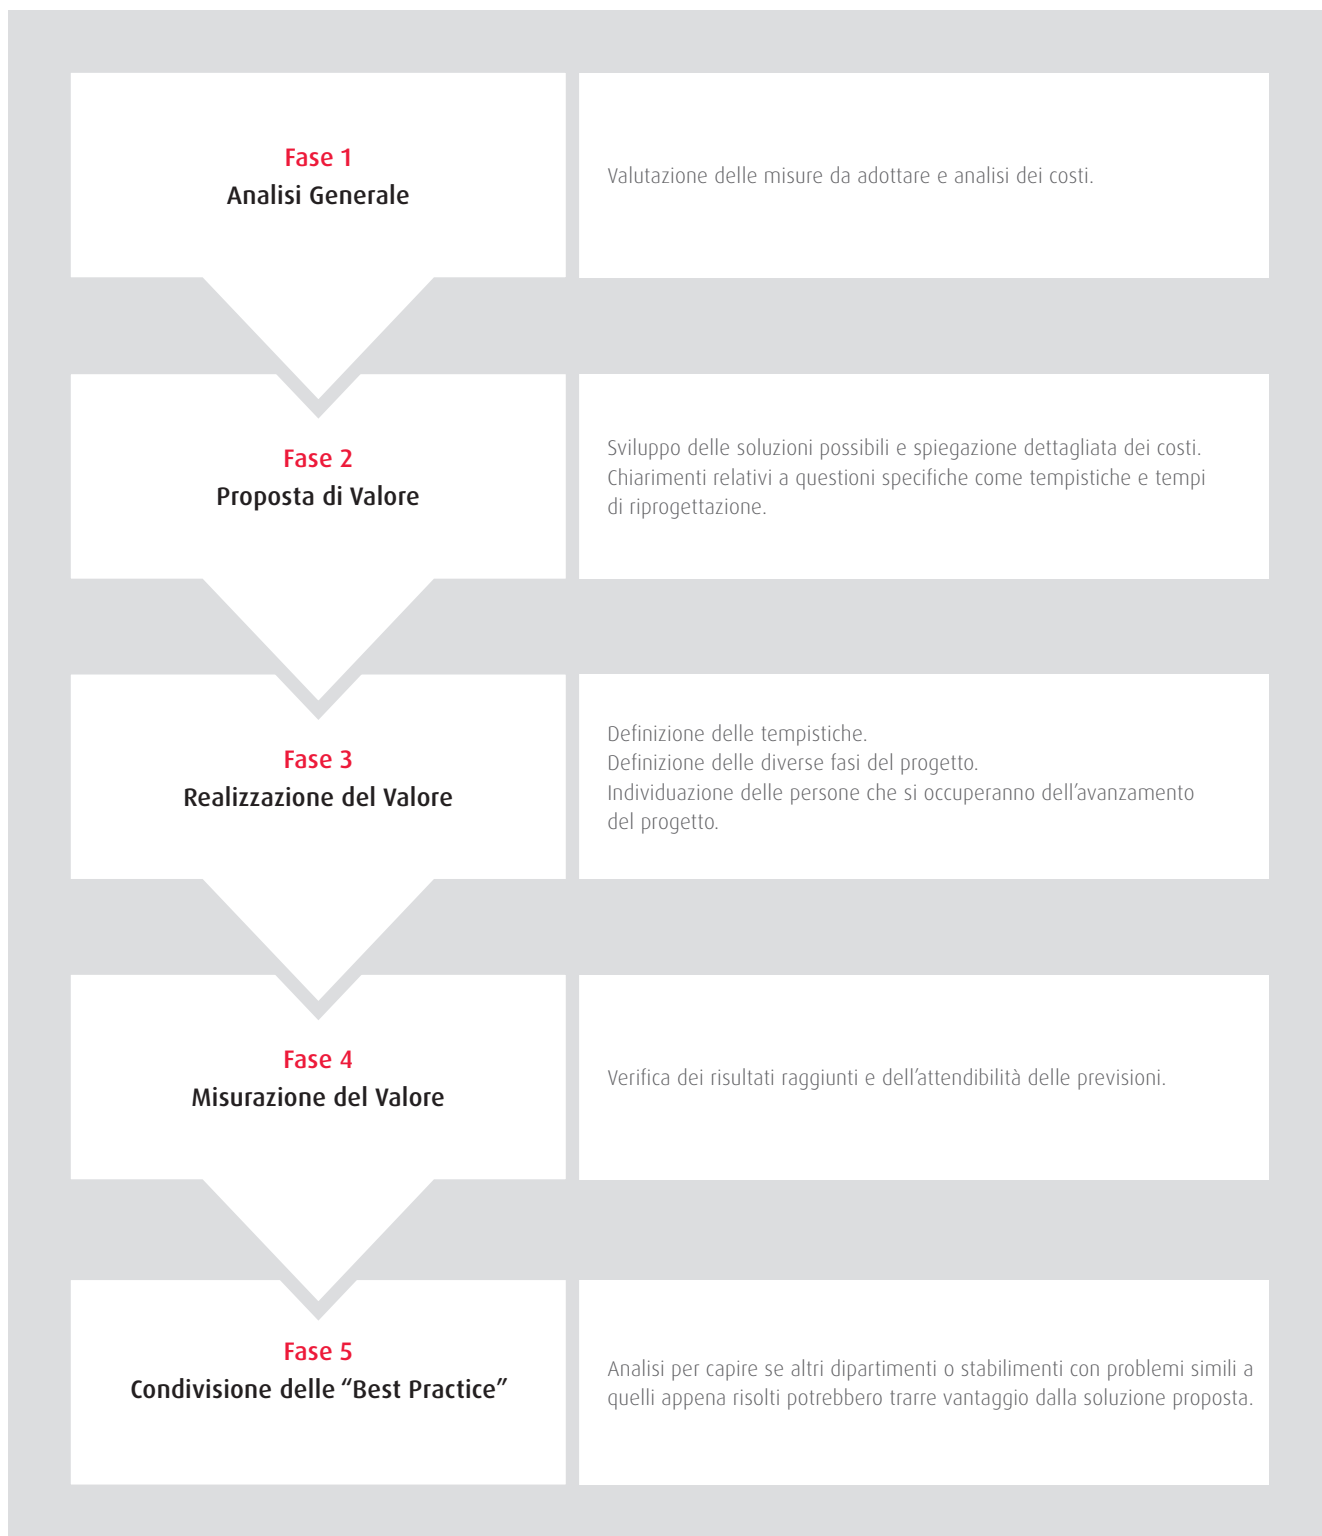 Fase 1
Analisi Generale
Valutazione delle misure da adottare e analisi dei costi.
Fase 2
Proposta di Valore
Sviluppo delle soluzioni possibili e spiegazione dettagliata dei costi.
Chiarimenti relativi a questioni specifiche come tempistiche e tempi
di riprogettazione.
Fase 3
Realizzazione del Valore
Definizione delle tempistiche.
Definizione delle diverse fasi del progetto.
Individuazione delle persone che si occuperanno dell’avanzamento
del progetto.
Fase 4
Misurazione del Valore
Verifica dei risultati raggiunti e dell’attendibilità delle previsioni.
Fase 5
Condivisione delle “Best Practice”
Analisi per capire se altri dipartimenti o stabilimenti con problemi simili a
quelli appena risolti potrebbero trarre vantaggio dalla soluzione proposta.